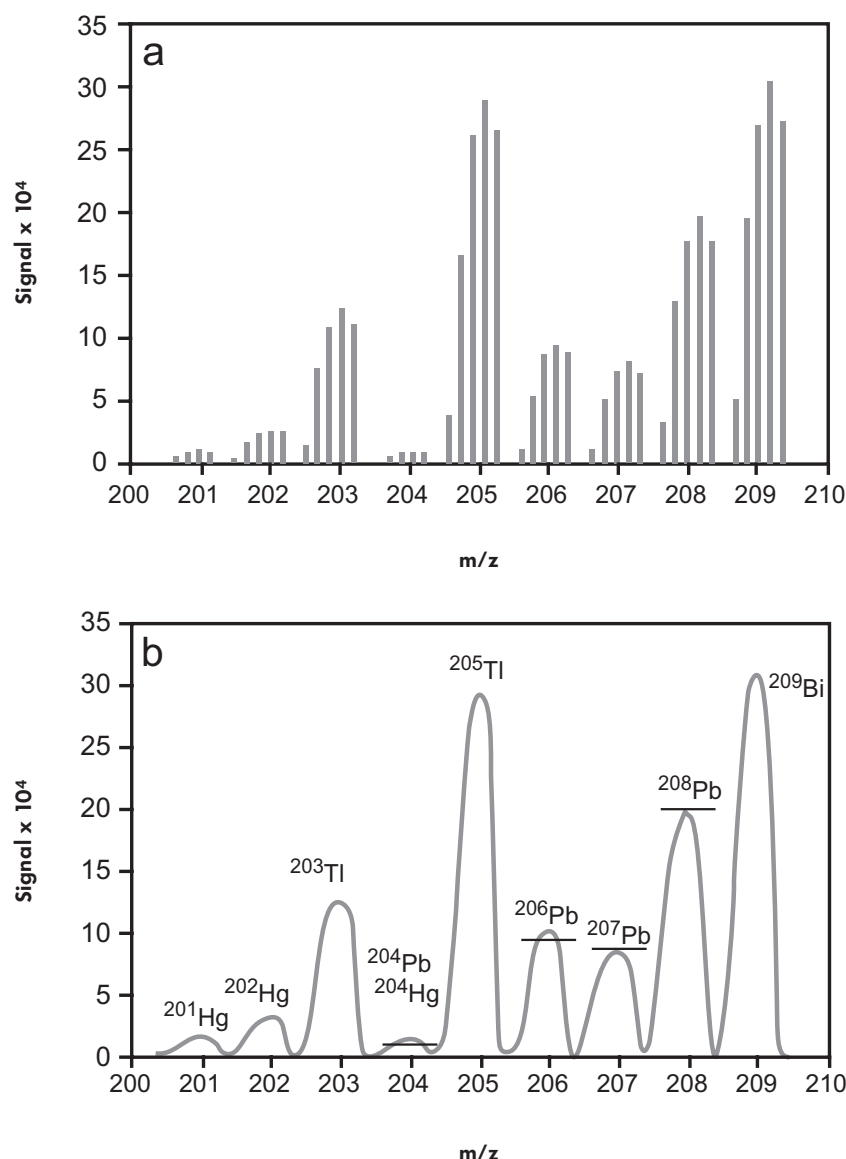 a
35
30
25
20
15
10
5
0
Signal x 10⁴
200 201 202 203 204 205 206 207 208 209 210
m/z
b
35
30
25
20
15
10
5
0
Signal x 10⁴
²⁰¹Hg
²⁰²Hg
²⁰³Tl
²⁰⁴Pb
²⁰⁴Hg
²⁰⁵Tl
²⁰⁶Pb
²⁰⁷Pb
²⁰⁸Pb
²⁰⁹Bi
200 201 202 203 204 205 206 207 208 209 210
m/z